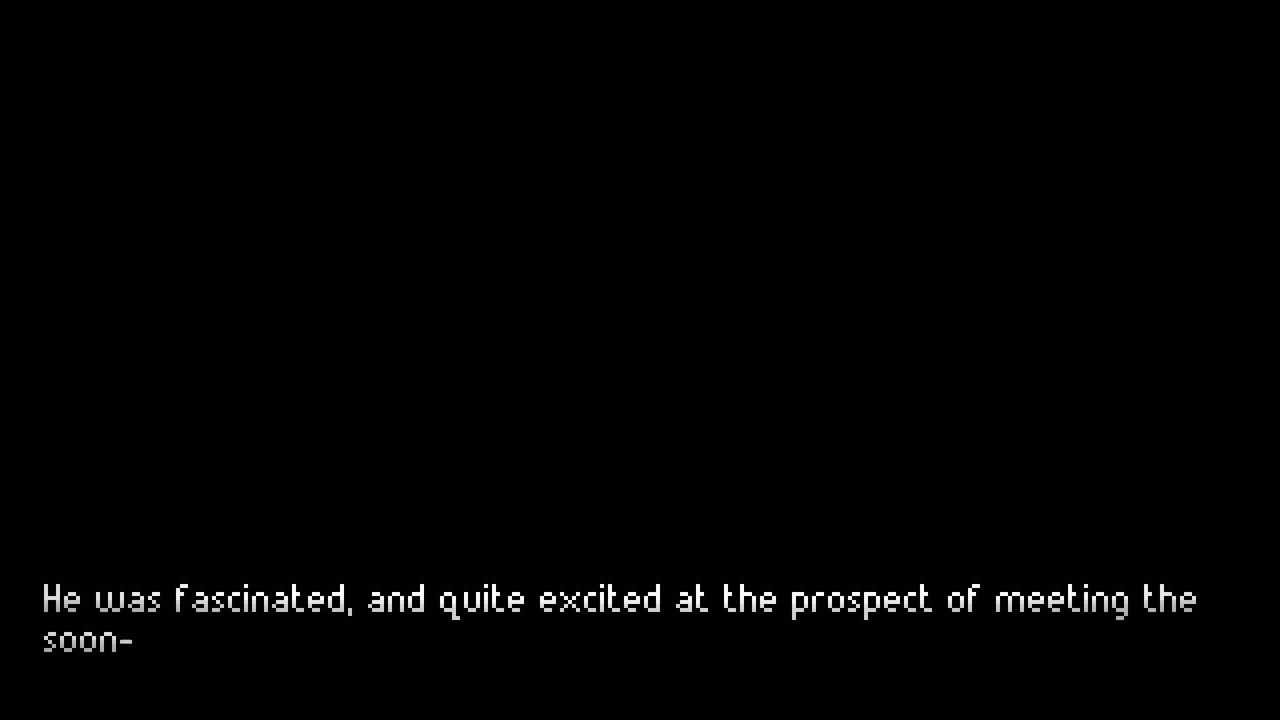 He was fascinated, and quite excited at the prospect of meeting the
soon-